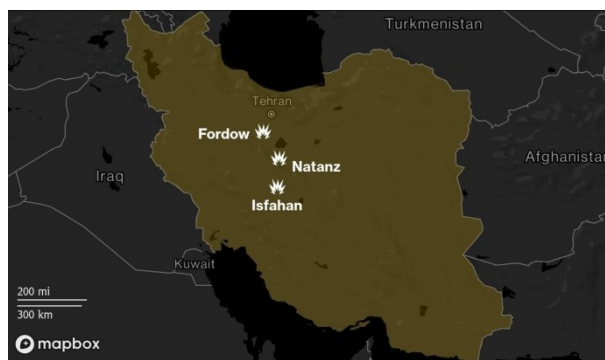 Turkmenistan
Tehran
Fordow
Natanz
Afghanistan
Iraq
Isfahan
Kuwait
200 mi
300 km
mapbox